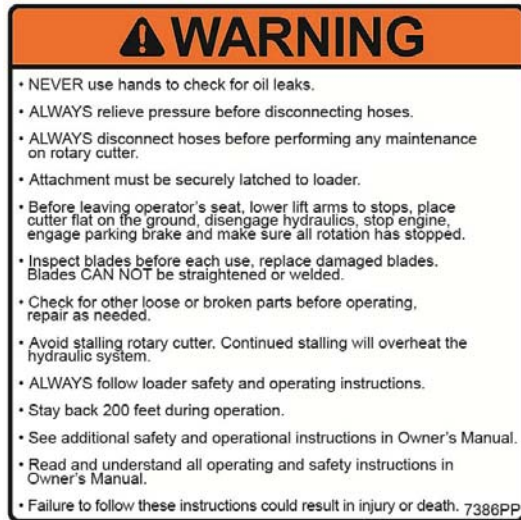 WARNING
• NEVER use hands to check for oil leaks.
• ALWAYS relieve pressure before disconnecting hoses.
• ALWAYS disconnect hoses before performing any maintenance
on rotary cutter.
• Attachment must be securely latched to loader.
• Before leaving operator's seat, lower lift arms to stops, place
cutter flat on the ground, disengage hydraulics, stop engine,
engage parking brake and make sure all rotation has stopped.
• Inspect blades before each use, replace damaged blades.
Blades CAN NOT be straightened or welded.
• Check for other loose or broken parts before operating,
repair as needed.
• Avoid stalling rotary cutter. Continued stalling will overheat the
hydraulic system.
• ALWAYS follow loader safety and operating instructions.
• Stay back 200 feet during operation.
• See additional safety and operational instructions in Owner's Manual.
• Read and understand all operating and safety instructions in
Owner's Manual.
• Failure to follow these instructions could result in injury or death. 7386PP